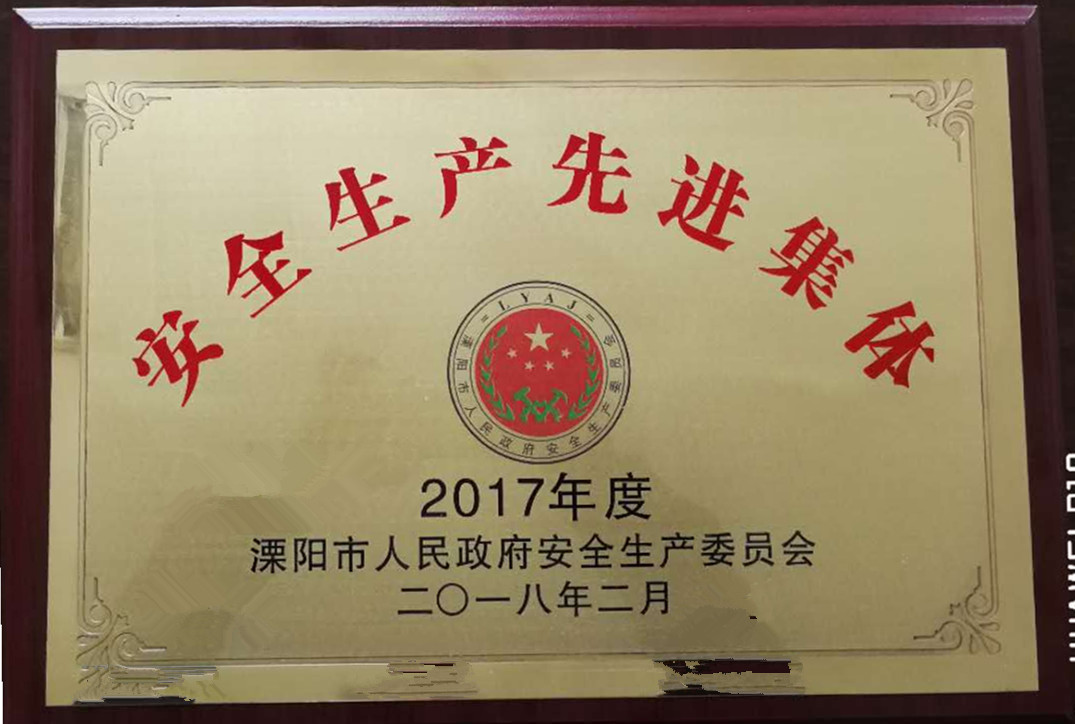 安全生产先进集体
=LYAJ=
溧阳市人民政府安全生产委员会
2017年度
溧阳市人民政府安全生产委员会
二〇一八年二月
HUAWEI P10